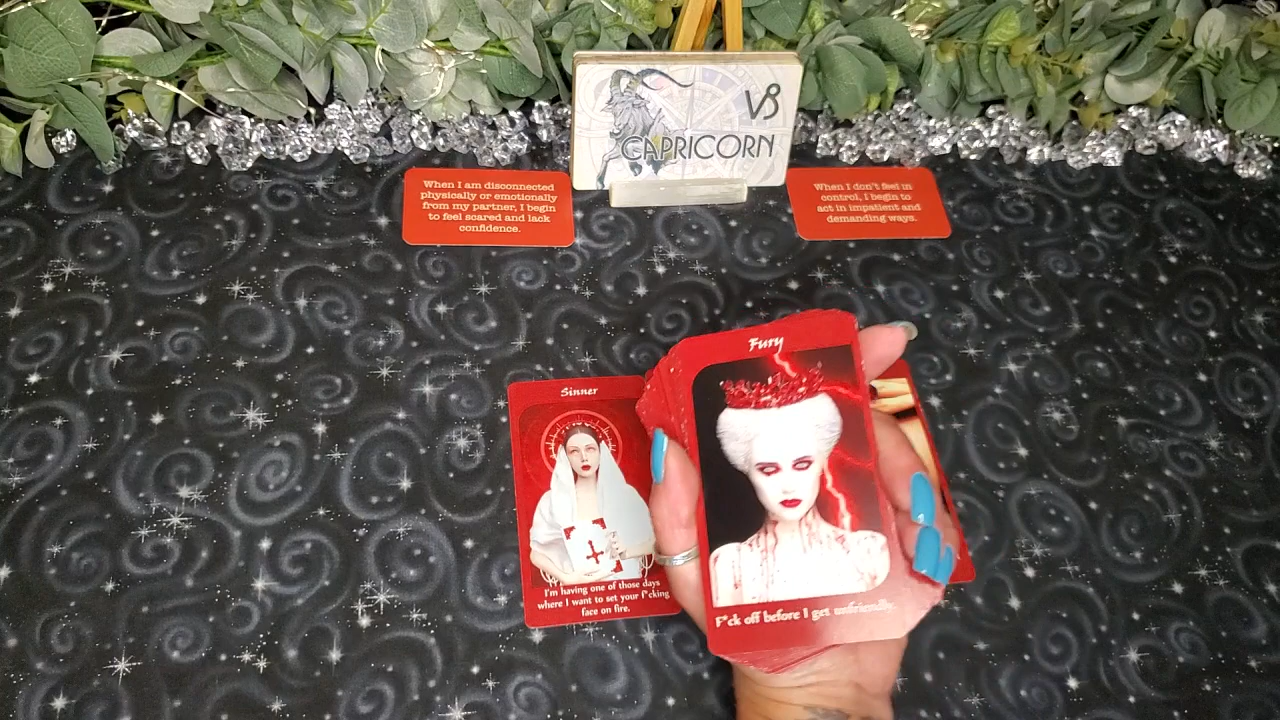 CAPRICORN
When I am disconnected
physically or emotionally
from my partner, I begin
to feel scared and lack
confidence.
When I don't feel in
control, I begin to
act in impatient and
demanding ways.
Fury
F*ck off before I get unfriendly.
Sinner
I'm having one of those days
where I want to set your f*cking
face on fire.